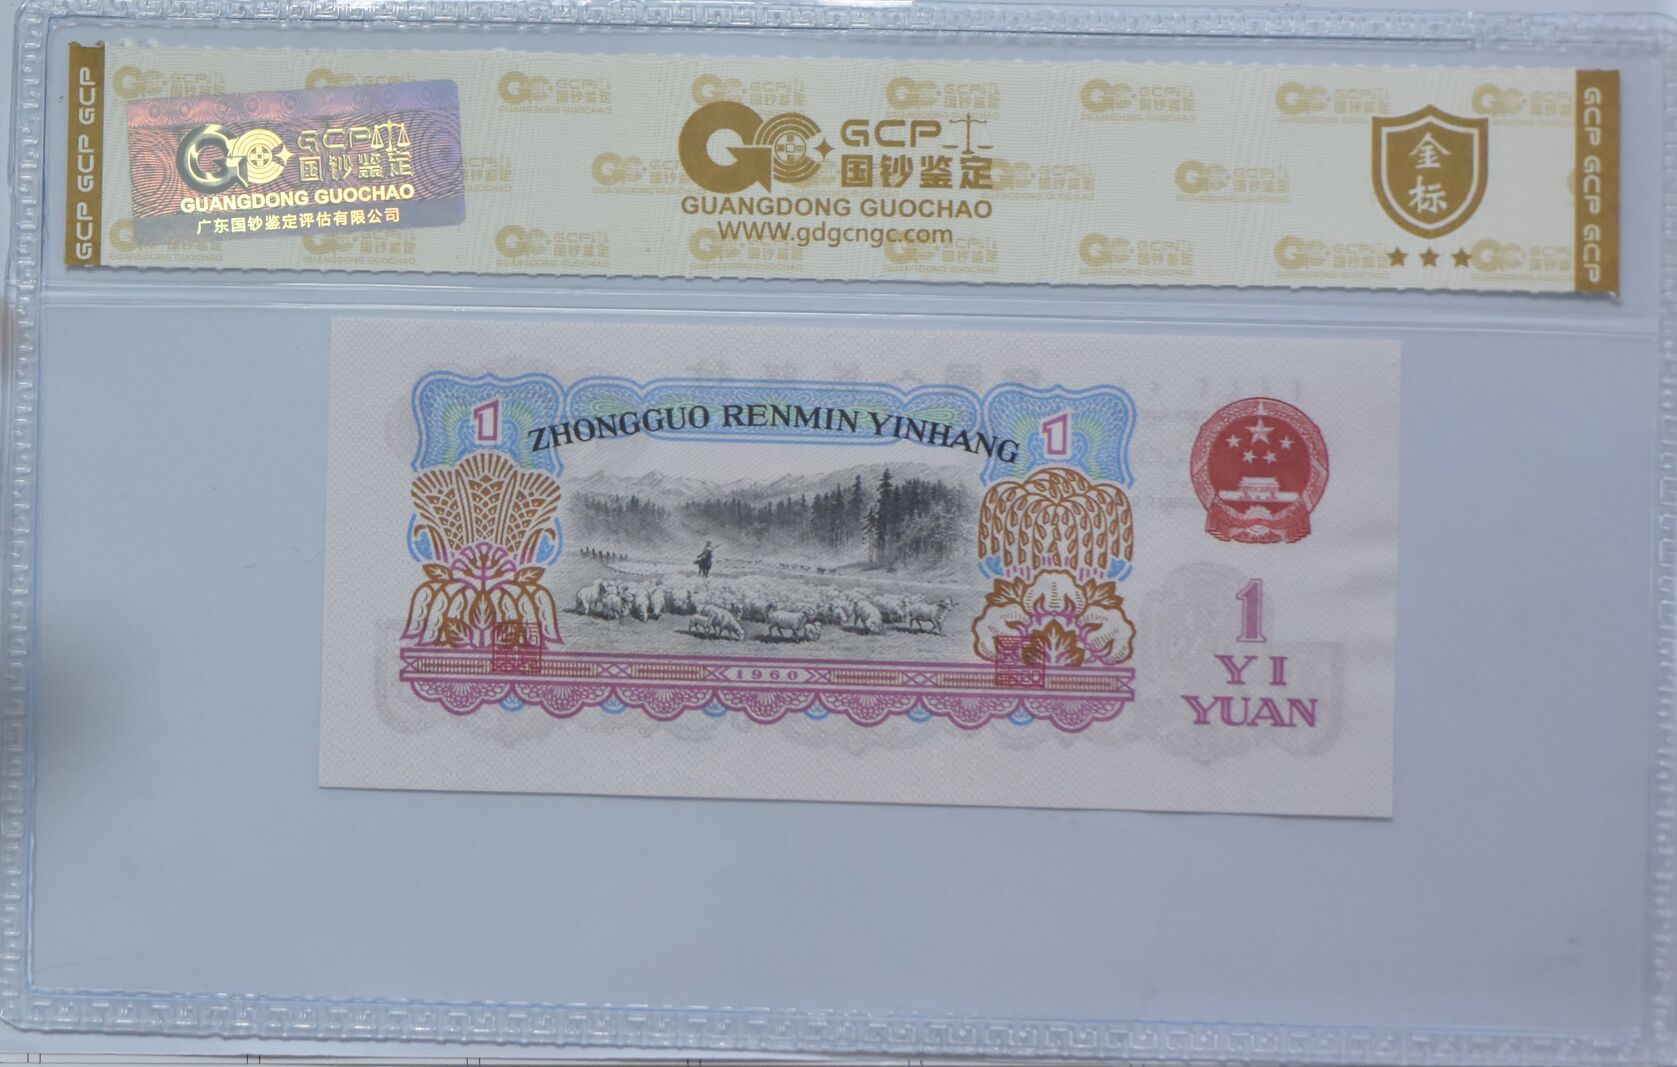 GCP GCP GCP
GCP
国钞鉴定
GUANGDONG GUOCHAO
广东国钞鉴定评估有限公司
GCP
国钞鉴定
GUANGDONG GUOCHAO
WWW.gdgcngc.com
金标
GCP GCP GCP
1
ZHONGGUO RENMIN YINHANG
1
1960
1
YI
YUAN